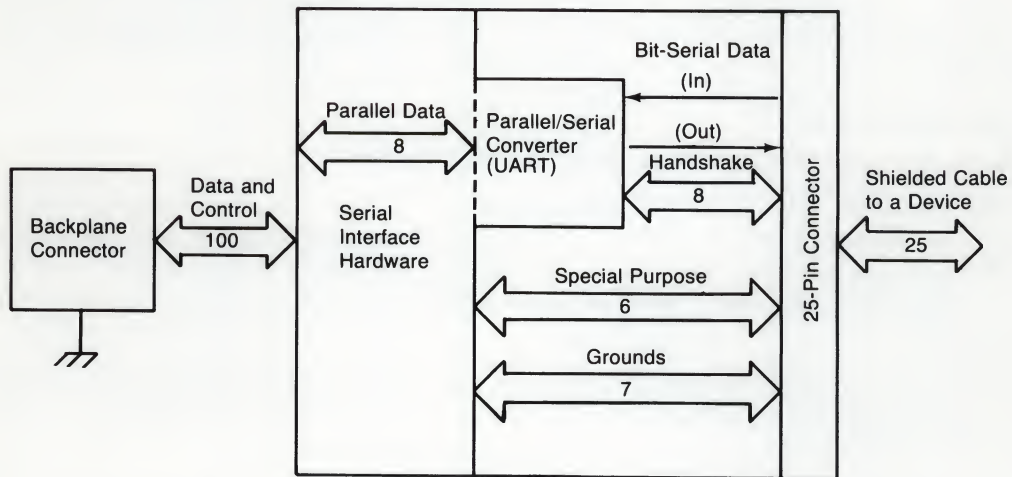 Bit-Serial Data
(In)
Parallel Data
8
Parallel/Serial
Converter
(UART)
(Out)
Handshake
8
Backplane
Connector
Data and
Control
100
Serial
Interface
Hardware
25-Pin Connector
Shielded Cable
to a Device
25
Special Purpose
6
Grounds
7